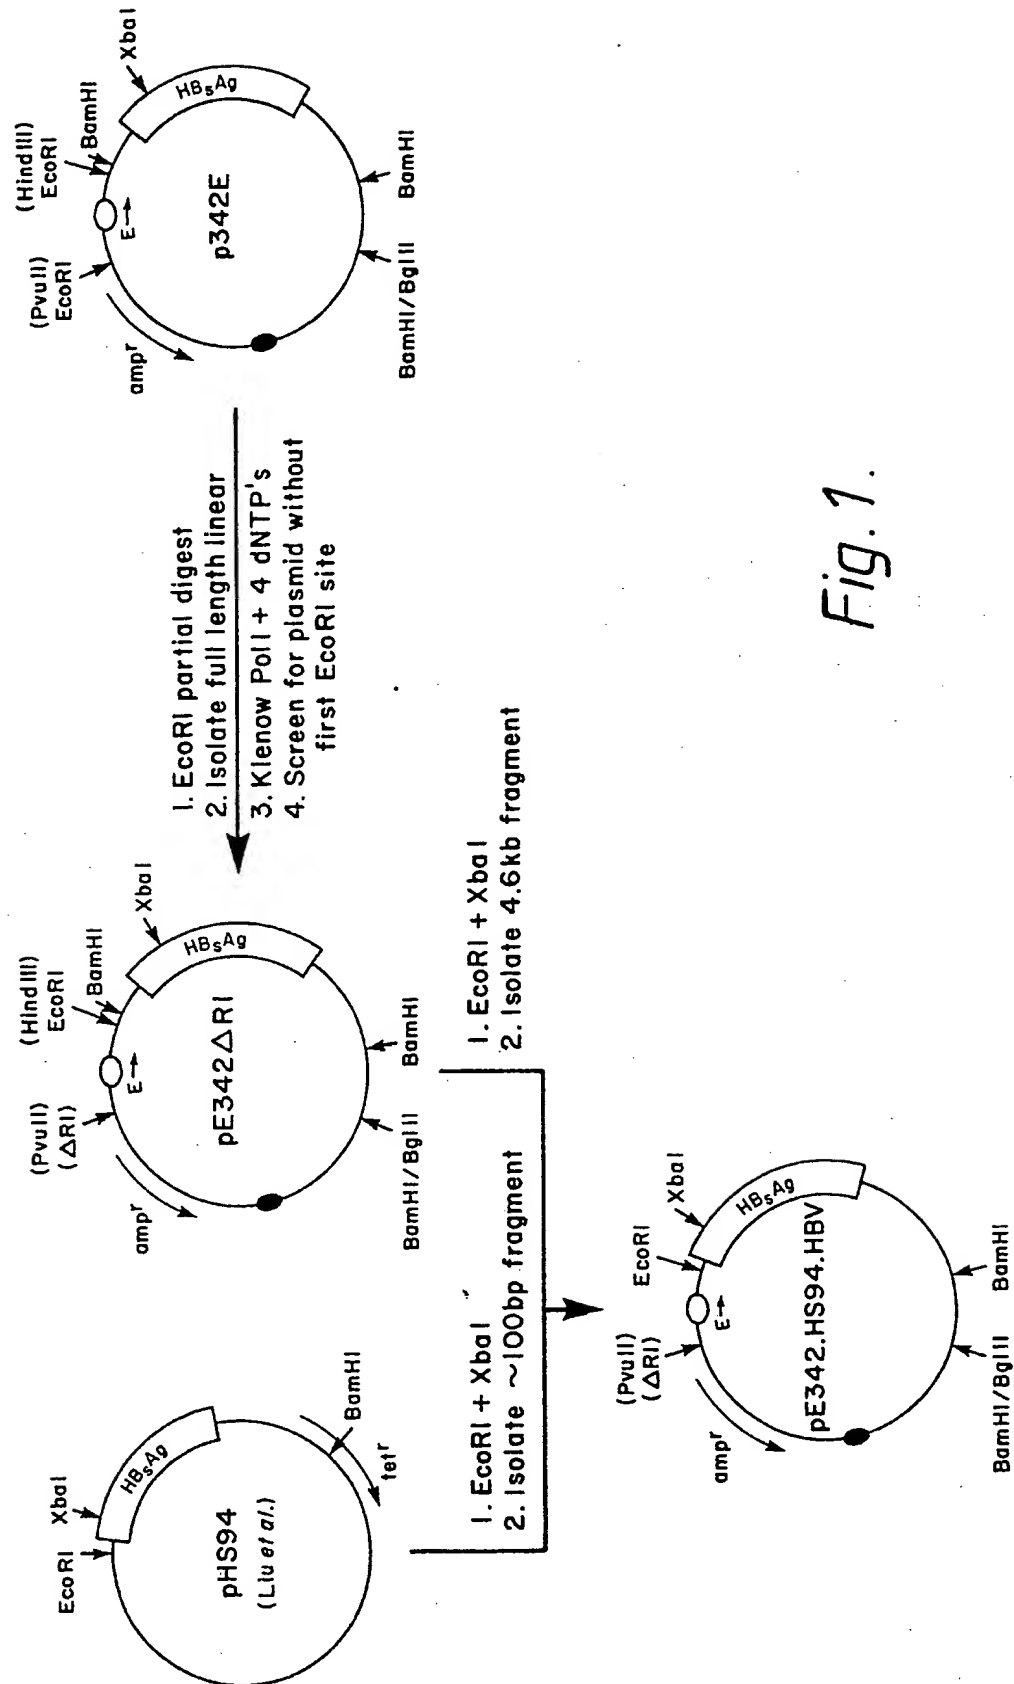 (PvuII)
EcoRI
(HindIII)
EcoRI
BamHI
XbaI
HBsAg
E→
ampr
p342E
BamHI
BamHI/BglII
1. EcoRI partial digest
2. Isolate full length linear
3. Klenow PolI + 4 dNTP's
4. Screen for plasmid without
first EcoRI site
(PvuII)
(ΔRI)
(HindIII)
EcoRI
BamHI
XbaI
HBsAg
E→
ampr
pE342ΔRI
BamHI
BamHI/BglII
EcoRI
XbaI
HBsAg
pHS94
(Liu et al.)
BamHI
tetr
1. EcoRI + XbaI
2. Isolate ~100bp fragment
1. EcoRI + XbaI
2. Isolate 4.6kb fragment
(PvuII)
(ΔRI)
EcoRI
XbaI
HBsAg
E→
ampr
pE342.HS94.HBV
BamHI
BamHI/BglII
Fig. 1.